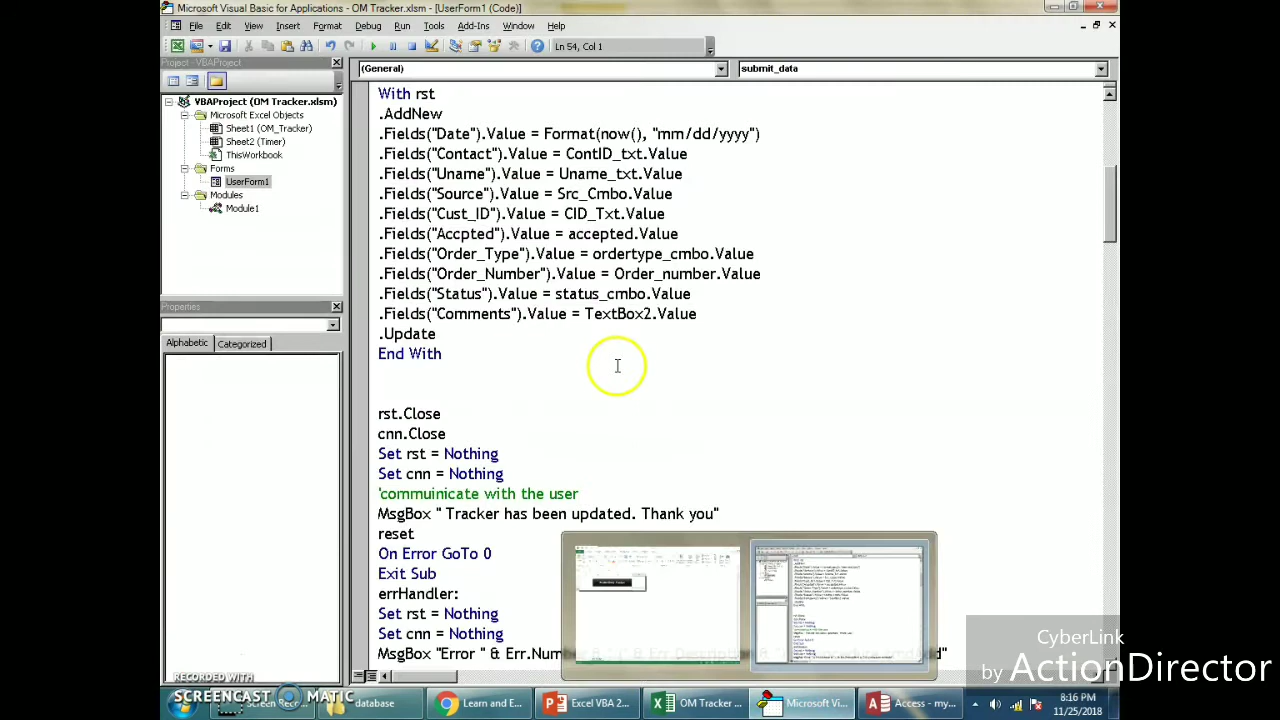 Microsoft Visual Basic for Applications - OM Tracker.xlsm - [UserForm1 (Code)]
File Edit View Insert Format Debug Run Tools Add-Ins Window Help
Ln 54, Col 1
Project - VBAProject
(General) submit_data
VBAProject (OM Tracker.xlsm)
Microsoft Excel Objects
Sheet1 (OM_Tracker)
Sheet2 (Timer)
ThisWorkbook
Forms
UserForm1
Modules
Module1
Properties
Alphabetic Categorized
With rst
.AddNew
.Fields("Date").Value = Format(now(), "mm/dd/yyyy")
.Fields("Contact").Value = ContID_txt.Value
.Fields("Uname").Value = Uname_txt.Value
.Fields("Source").Value = Src_Cmbo.Value
.Fields("Cust_ID").Value = CID_Txt.Value
.Fields("Accpted").Value = accepted.Value
.Fields("Order_Type").Value = ordertype_cmbo.Value
.Fields("Order_Number").Value = Order_number.Value
.Fields("Status").Value = status_cmbo.Value
.Fields("Comments").Value = TextBox2.Value
.Update
End With
rst.Close
cnn.Close
Set rst = Nothing
Set cnn = Nothing
'commuinicate with the user
MsgBox " Tracker has been updated. Thank you"
reset
On Error GoTo 0
Exit Sub
errHandler:
Set rst = Nothing
Set cnn = Nothing
MsgBox "Error " & Err.Number & " (" & Err.Description &
CyberLink
by ActionDirector
RECORDED WITH
SCREENCAST MATIC
Screen Rec... database Learn and E... Excel VBA 2... OM Tracker ... Microsoft Vi... Access - my...
8:16 PM
11/25/2018